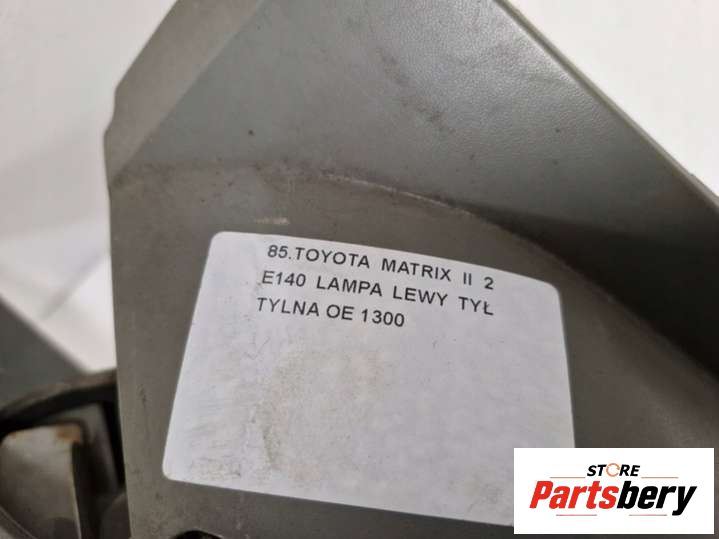 85.TOYOTA MATRIX II 2
E140 LAMPA LEWY TYŁ
TYLNA OE 1300
STORE
Partsbery